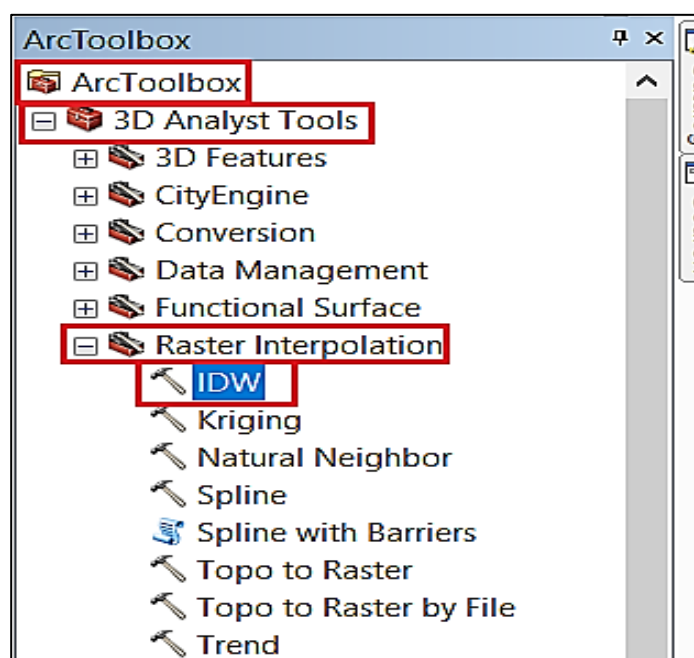 ArcToolbox
ArcToolbox
3D Analyst Tools
3D Features
CityEngine
Conversion
Data Management
Functional Surface
Raster Interpolation
IDW
Kriging
Natural Neighbor
Spline
Spline with Barriers
Topo to Raster
Topo to Raster by File
Trend